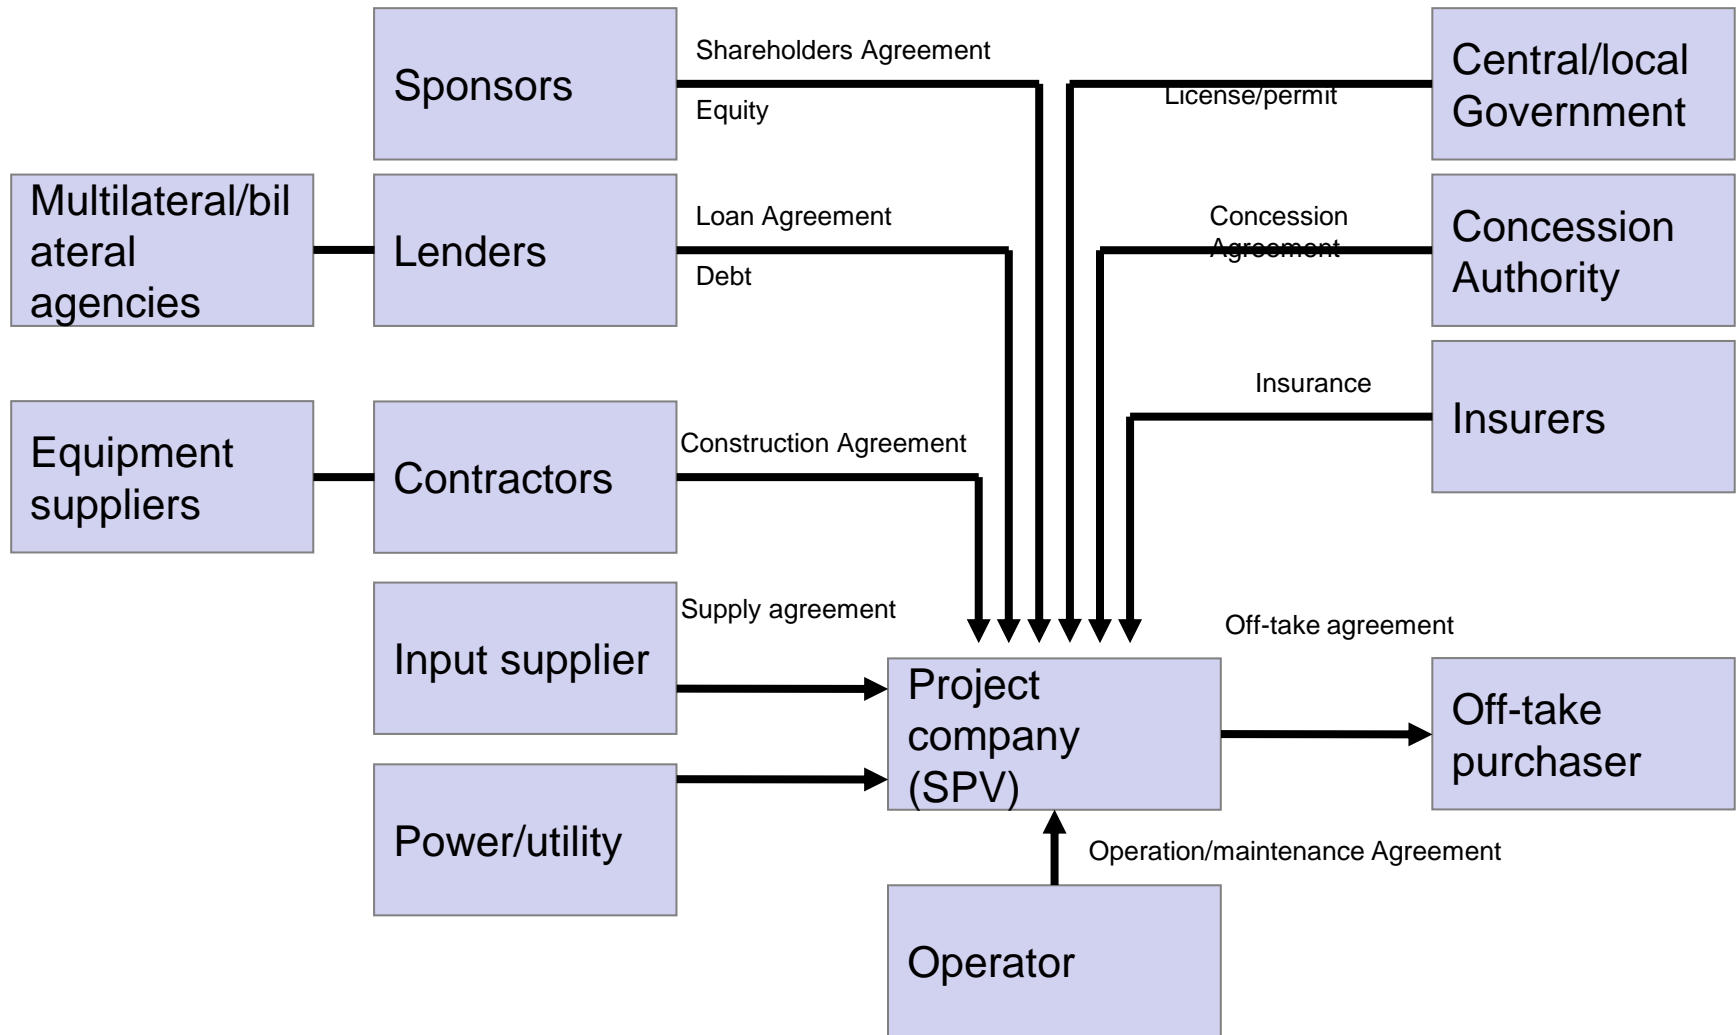 Sponsors
Shareholders Agreement
Equity
License/permit
Central/local
Government
Multilateral/bil
ateral
agencies
Lenders
Loan Agreement
Debt
Concession
Agreement
Concession
Authority
Insurance
Insurers
Equipment
suppliers
Contractors
Construction Agreement
Input supplier
Supply agreement
Off-take agreement
Project
company
(SPV)
Off-take
purchaser
Power/utility
Operation/maintenance Agreement
Operator